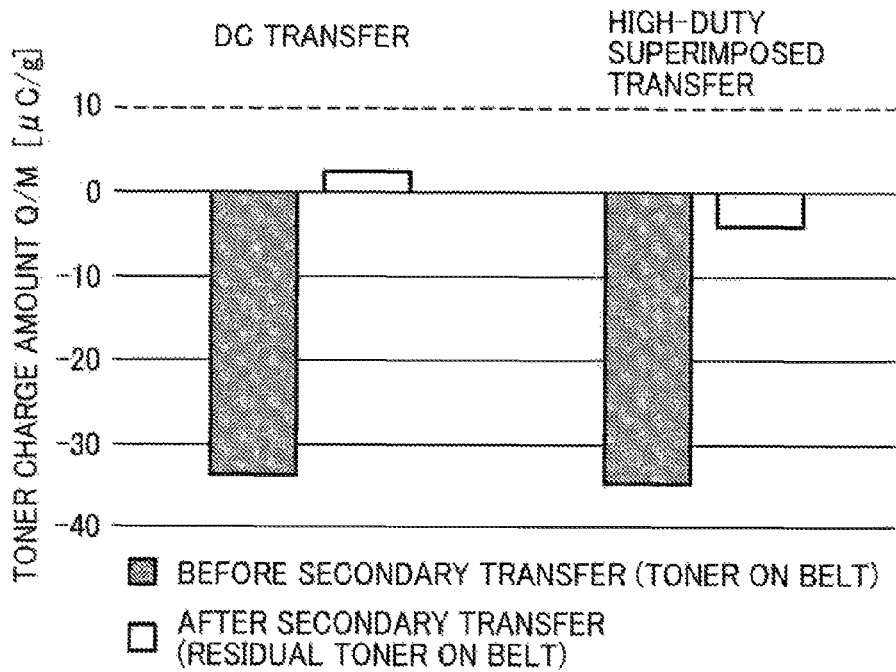 DC TRANSFER
HIGH-DUTY
SUPERIMPOSED
TRANSFER
TONER CHARGE AMOUNT Q/M [μC/g]
10
0
-10
-20
-30
-40
BEFORE SECONDARY TRANSFER (TONER ON BELT)
AFTER SECONDARY TRANSFER
(RESIDUAL TONER ON BELT)